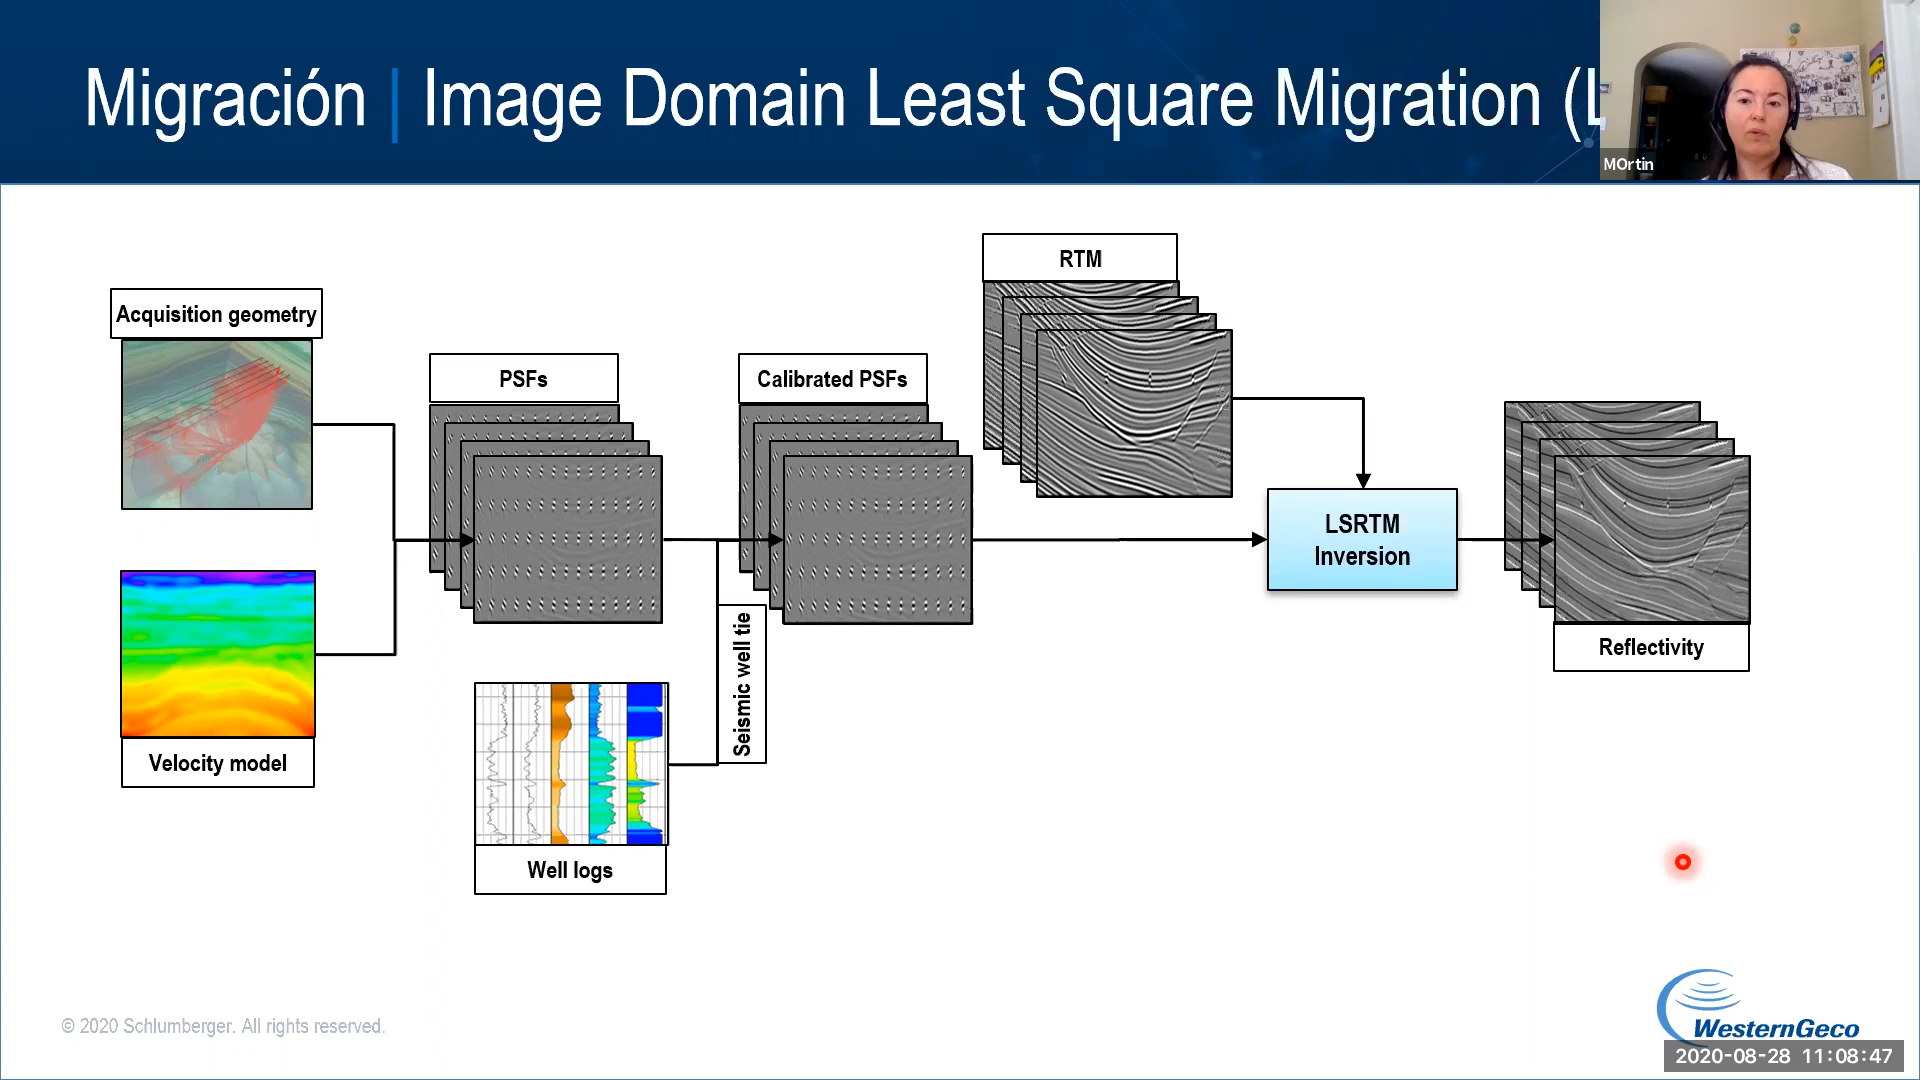 Migración | Image Domain Least Square Migration (L
MOrtin
RTM
Acquisition geometry
PSFs
Calibrated PSFs
LSRTM
Inversion
Seismic well tie
Reflectivity
Velocity model
Well logs
© 2020 Schlumberger. All rights reserved.
WesternGeco
2020-08-28 11:08:47